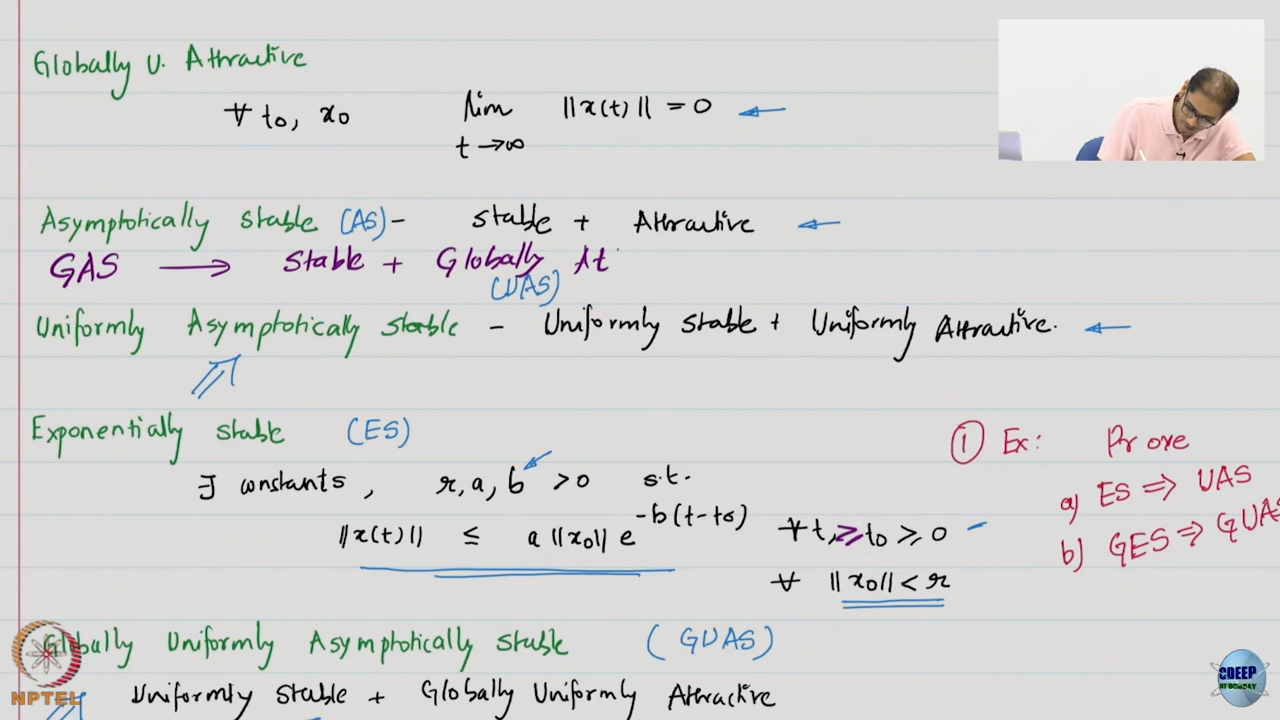 Globally U. Attractive
∀ t₀, x₀ lim ||x(t)|| = 0
t → ∞
Asymptotically Stable (AS) – Stable + Attractive
GAS → Stable + Globally At
(UAS)
Uniformly Asymptotically Stable – Uniformly Stable + Uniformly Attractive.
Exponentially Stable (ES)
∃ constants, r, a, b > 0 s.t.
||x(t)|| ≤ a ||x₀|| e^{-b(t-t₀)} ∀ t, ≥ t₀ ≥ 0
∀ ||x₀|| < r
① Ex: Prove
a) ES ⇒ UAS
b) GES ⇒ GUAS
Globally Uniformly Asymptotically Stable (GUAS)
Uniformly Stable + Globally Uniformly Attractive
NPTEL
CDEEP
IIT BOMBAY